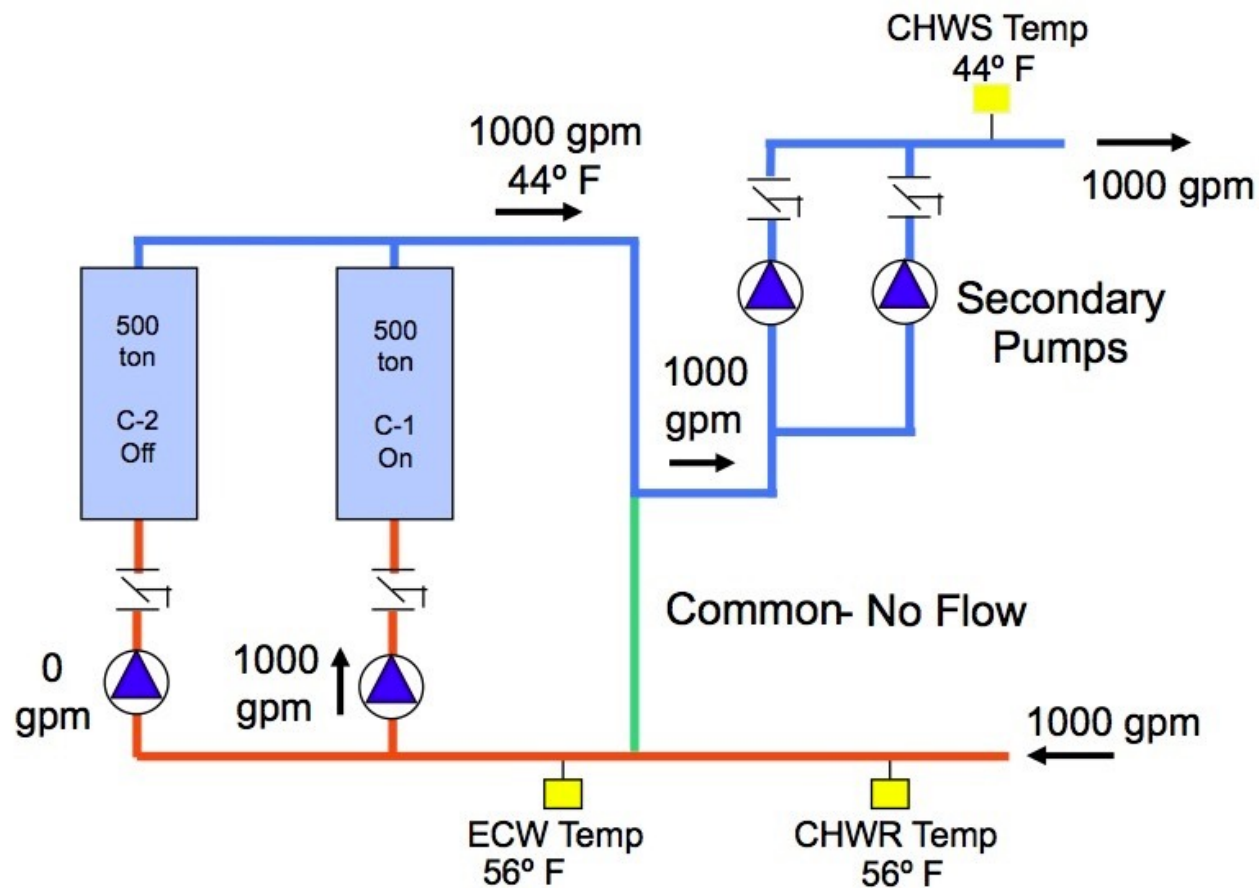 CHWS Temp
44º F
1000 gpm
44º F
1000 gpm
500
ton
C-2
Off
500
ton
C-1
On
Secondary
Pumps
1000
gpm
Common- No Flow
0
gpm
1000
gpm
1000 gpm
ECW Temp
56º F
CHWR Temp
56º F